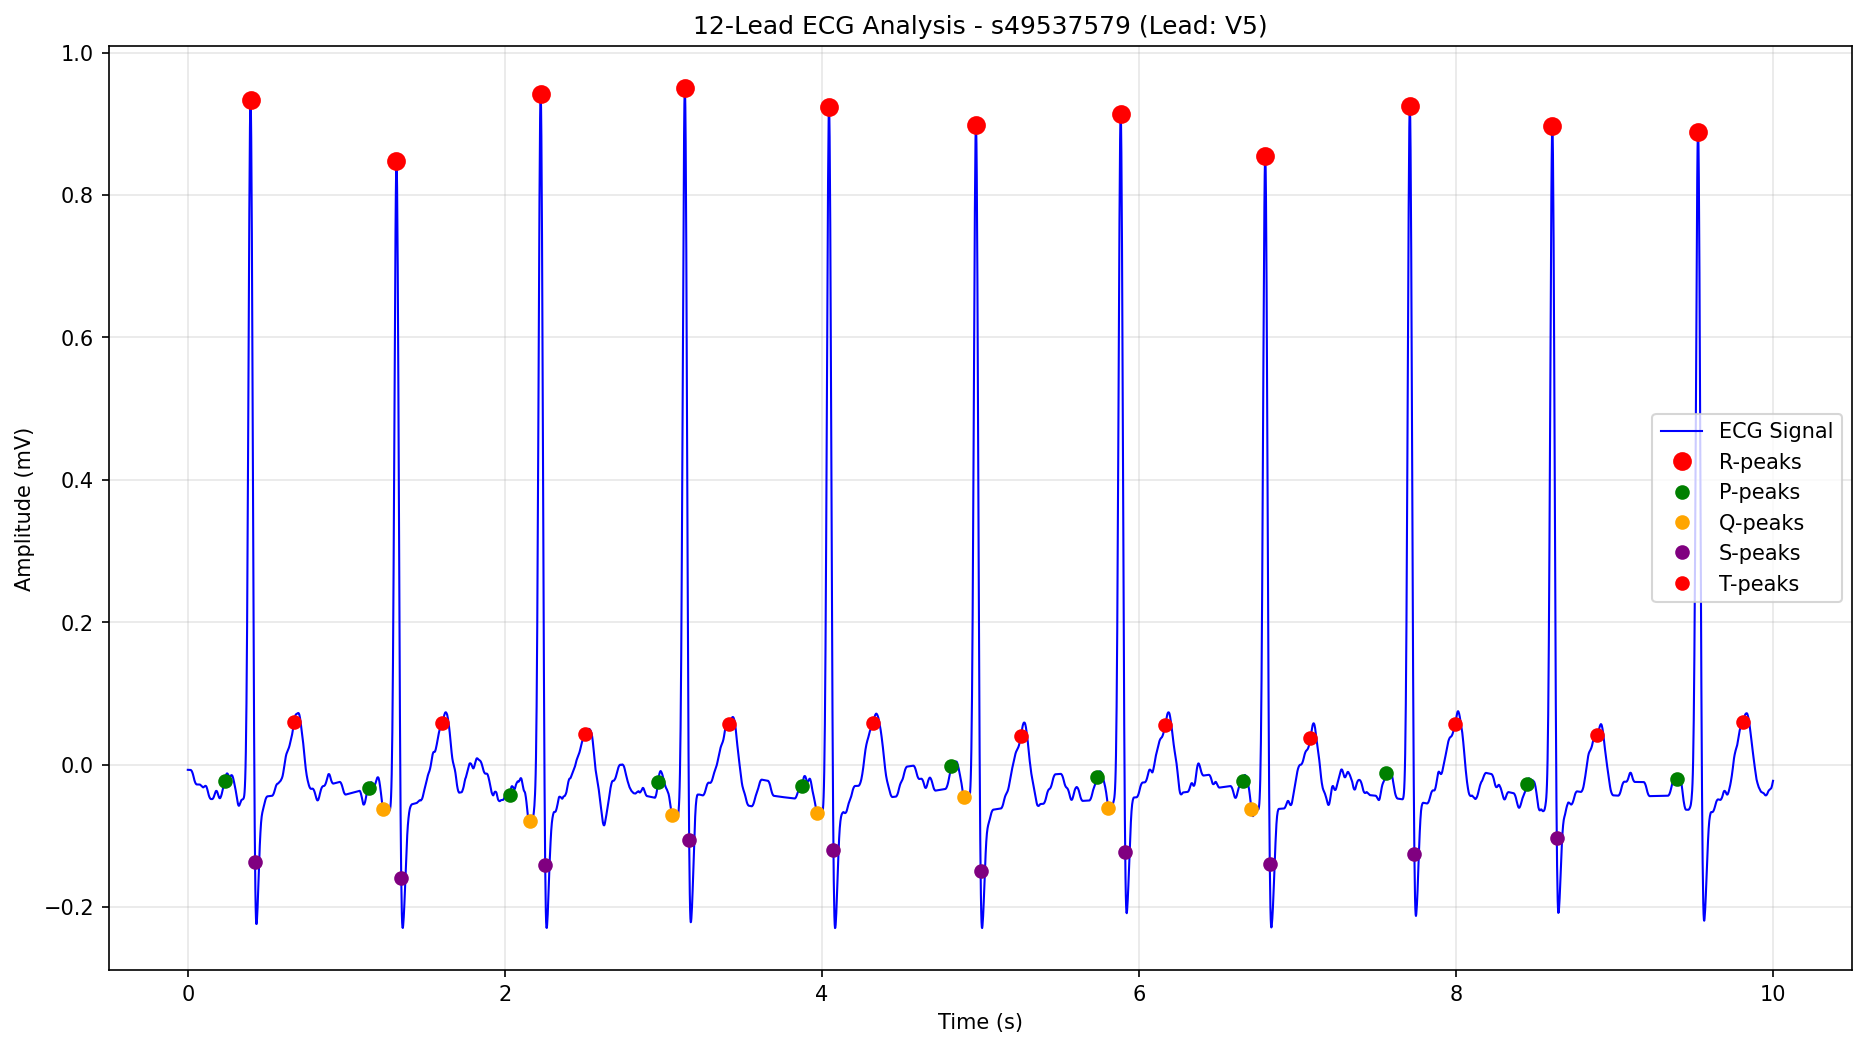 12-Lead ECG Analysis - s49537579 (Lead: V5)
Amplitude (mV)
1.0
0.8
0.6
0.4
0.2
0.0
−0.2
ECG Signal
R-peaks
P-peaks
Q-peaks
S-peaks
T-peaks
0 2 4 6 8 10
Time (s)